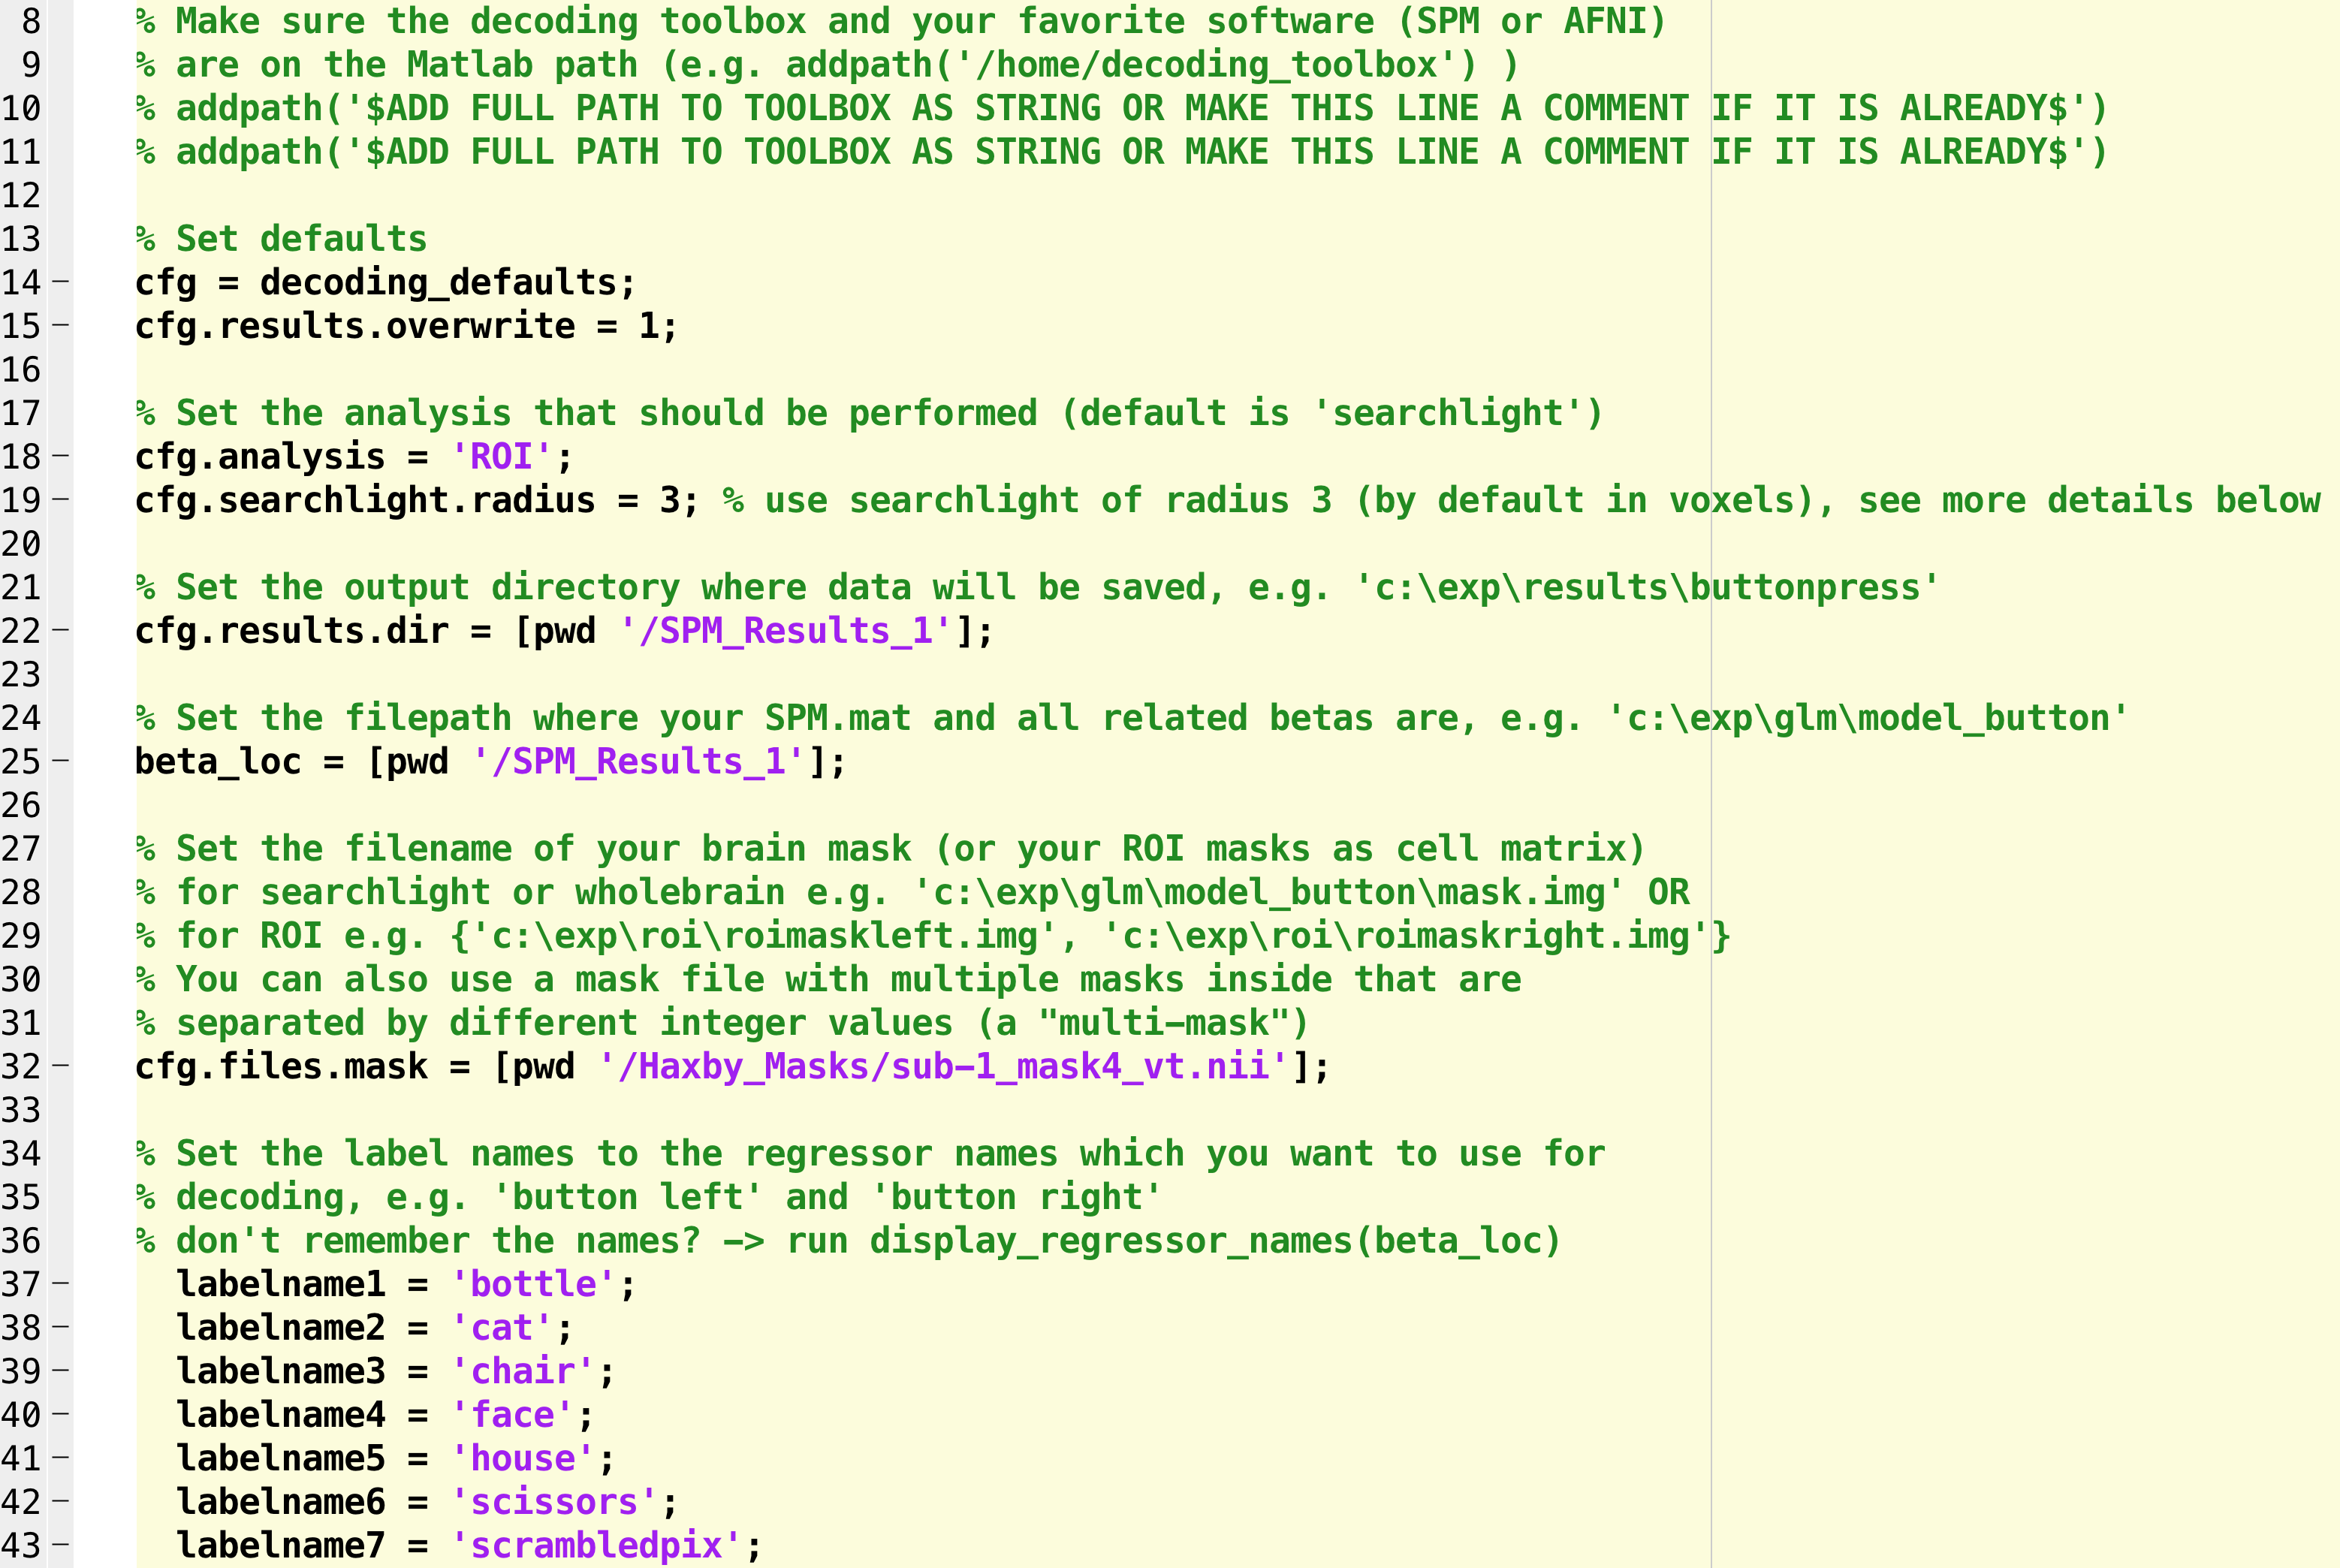 8 % Make sure the decoding toolbox and your favorite software (SPM or AFNI)
9 % are on the Matlab path (e.g. addpath('/home/decoding_toolbox') )
10 % addpath('$ADD FULL PATH TO TOOLBOX AS STRING OR MAKE THIS LINE A COMMENT IF IT IS ALREADY$')
11 % addpath('$ADD FULL PATH TO TOOLBOX AS STRING OR MAKE THIS LINE A COMMENT IF IT IS ALREADY$')
12
13 % Set defaults
14 – cfg = decoding_defaults;
15 – cfg.results.overwrite = 1;
16
17 % Set the analysis that should be performed (default is 'searchlight')
18 – cfg.analysis = 'ROI';
19 – cfg.searchlight.radius = 3; % use searchlight of radius 3 (by default in voxels), see more details below
20
21 % Set the output directory where data will be saved, e.g. 'c:\exp\results\buttonpress'
22 – cfg.results.dir = [pwd '/SPM_Results_1'];
23
24 % Set the filepath where your SPM.mat and all related betas are, e.g. 'c:\exp\glm\model_button'
25 – beta_loc = [pwd '/SPM_Results_1'];
26
27 % Set the filename of your brain mask (or your ROI masks as cell matrix)
28 % for searchlight or wholebrain e.g. 'c:\exp\glm\model_button\mask.img' OR
29 % for ROI e.g. {'c:\exp\roi\roimaskleft.img', 'c:\exp\roi\roimaskright.img'}
30 % You can also use a mask file with multiple masks inside that are
31 % separated by different integer values (a "multi-mask")
32 – cfg.files.mask = [pwd '/Haxby_Masks/sub-1_mask4_vt.nii'];
33
34 % Set the label names to the regressor names which you want to use for
35 % decoding, e.g. 'button left' and 'button right'
36 % don't remember the names? -> run display_regressor_names(beta_loc)
37 – labelname1 = 'bottle';
38 – labelname2 = 'cat';
39 – labelname3 = 'chair';
40 – labelname4 = 'face';
41 – labelname5 = 'house';
42 – labelname6 = 'scissors';
43 – labelname7 = 'scrambledpix';